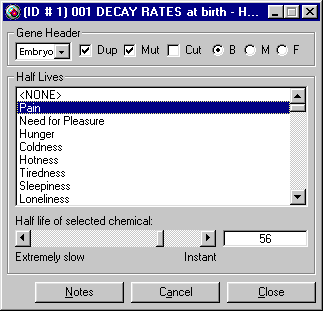 (ID # 1) 001 DECAY RATES at birth - H...
Gene Header
Embryo Dup Mut Cut B M F
Half Lives
<NONE>
Pain
Need for Pleasure
Hunger
Coldness
Hotness
Tiredness
Sleepiness
Loneliness
Half life of selected chemical:
56
Extremely slow Instant
Notes Cancel Close